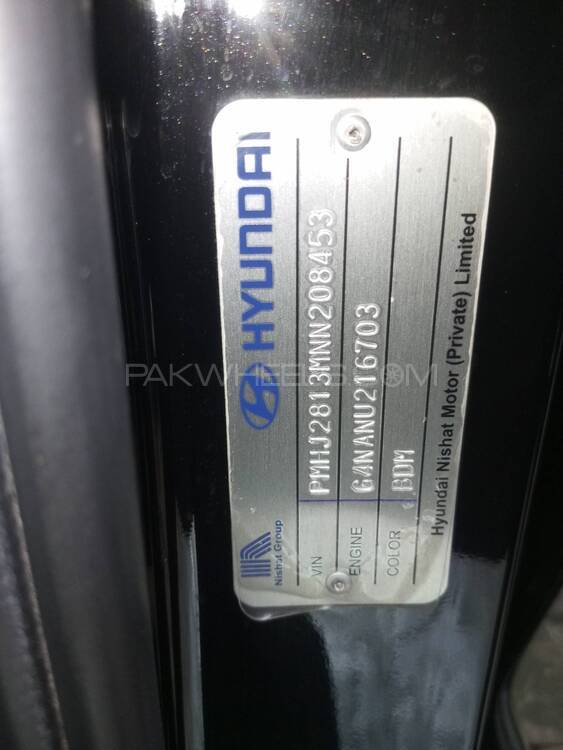 HYUNDAI
Nishat Group
VIN PMHJ2813MNN208453
ENGINE G4NANU216703
COLOR BDM
Hyundai Nishat Motor (Private) Limited
PAKWHEELS.COM